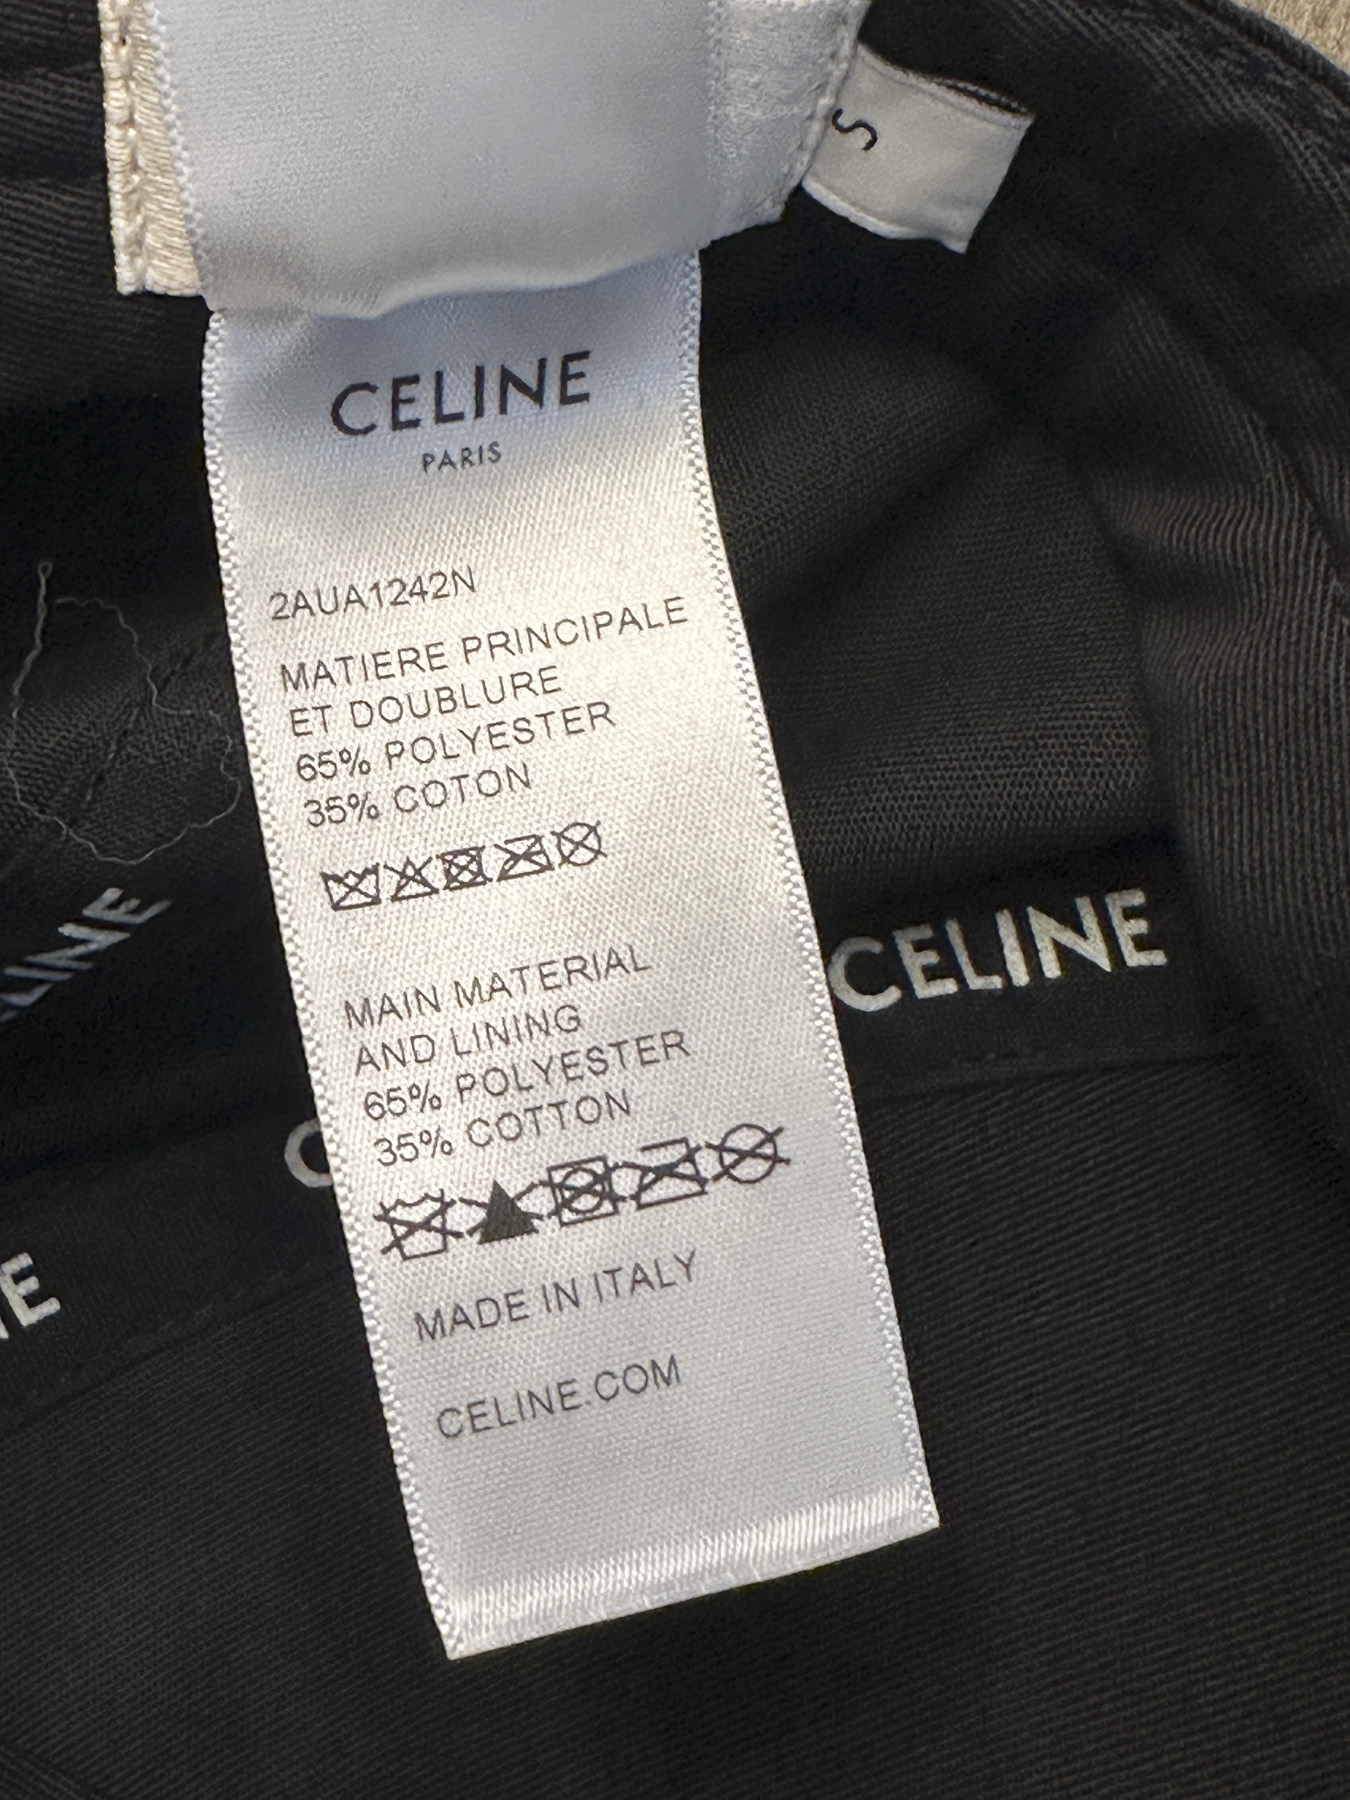 S
CELINE
PARIS
2AUA1242N
MATIERE PRINCIPALE
ET DOUBLURE
65% POLYESTER
35% COTON
MAIN MATERIAL
AND LINING
65% POLYESTER
35% COTTON
MADE IN ITALY
CELINE.COM
CELINE